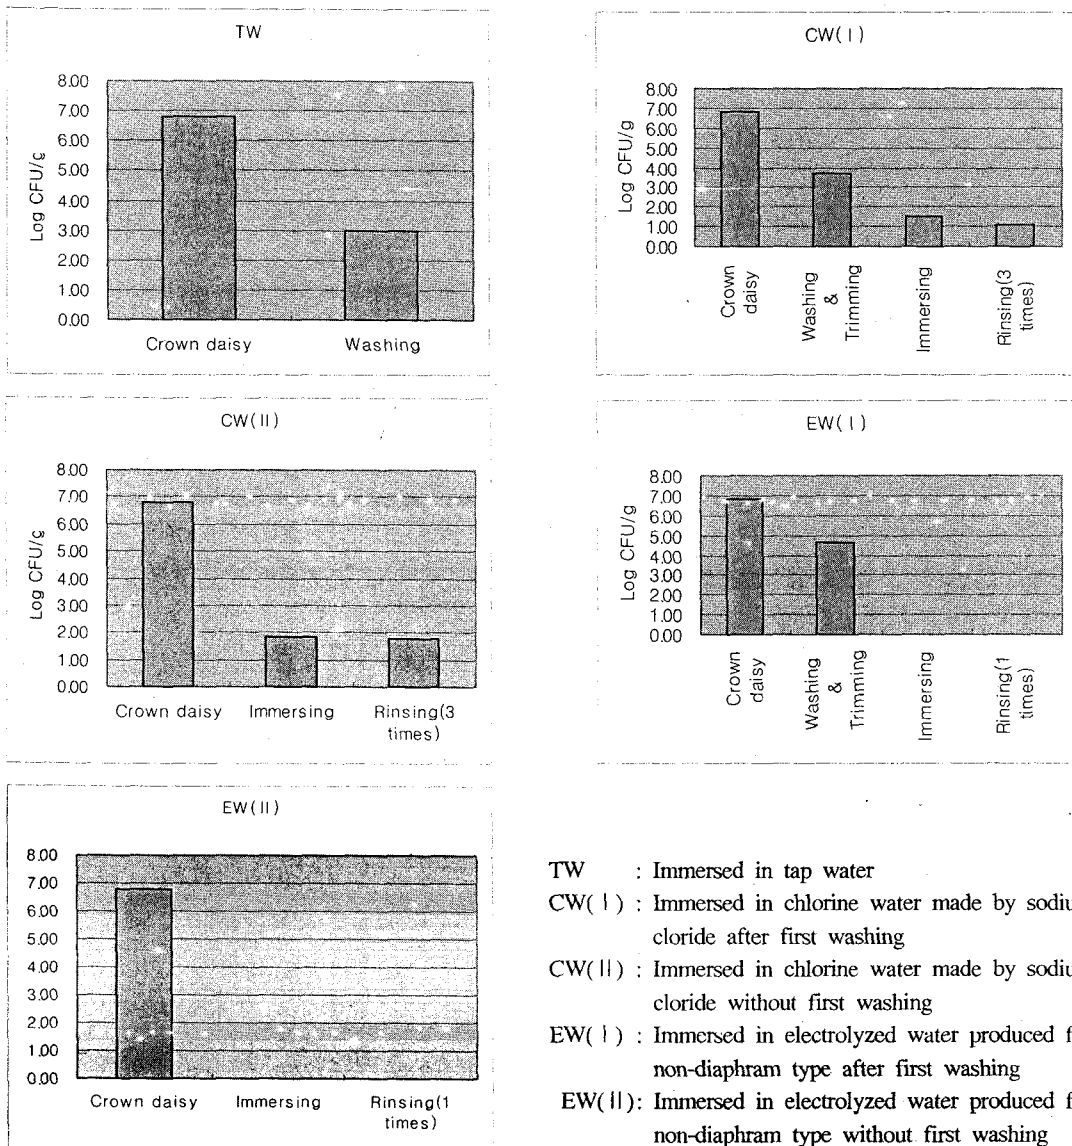 TW
8.00
7.00
6.00
5.00
4.00
3.00
2.00
1.00
0.00
Log CFU/g
Crown daisy Washing
CW( I )
8.00
7.00
6.00
5.00
4.00
3.00
2.00
1.00
0.00
Log CFU/g
Crown daisy
Washing & Trimming
Immersing
Rinsing(3 times)
CW(II)
8.00
7.00
6.00
5.00
4.00
3.00
2.00
1.00
0.00
Log CFU/g
Crown daisy Immersing Rinsing(3
times)
EW( I )
8.00
7.00
6.00
5.00
4.00
3.00
2.00
1.00
0.00
Log CFU/g
Crown daisy
Washing & Trimming
Immersing
Rinsing(1 times)
EW(II)
8.00
7.00
6.00
5.00
4.00
3.00
2.00
1.00
0.00
Crown daisy Immersing Rinsing(1
times)
TW : Immersed in tap water
CW( I ) : Immersed in chlorine water made by sodiu
cloride after first washing
CW(II) : Immersed in chlorine water made by sodiu
cloride without first washing
EW( I ) : Immersed in electrolyzed water produced f
non-diaphram type after first washing
EW(II): Immersed in electrolyzed water produced f
non-diaphram type without first washing